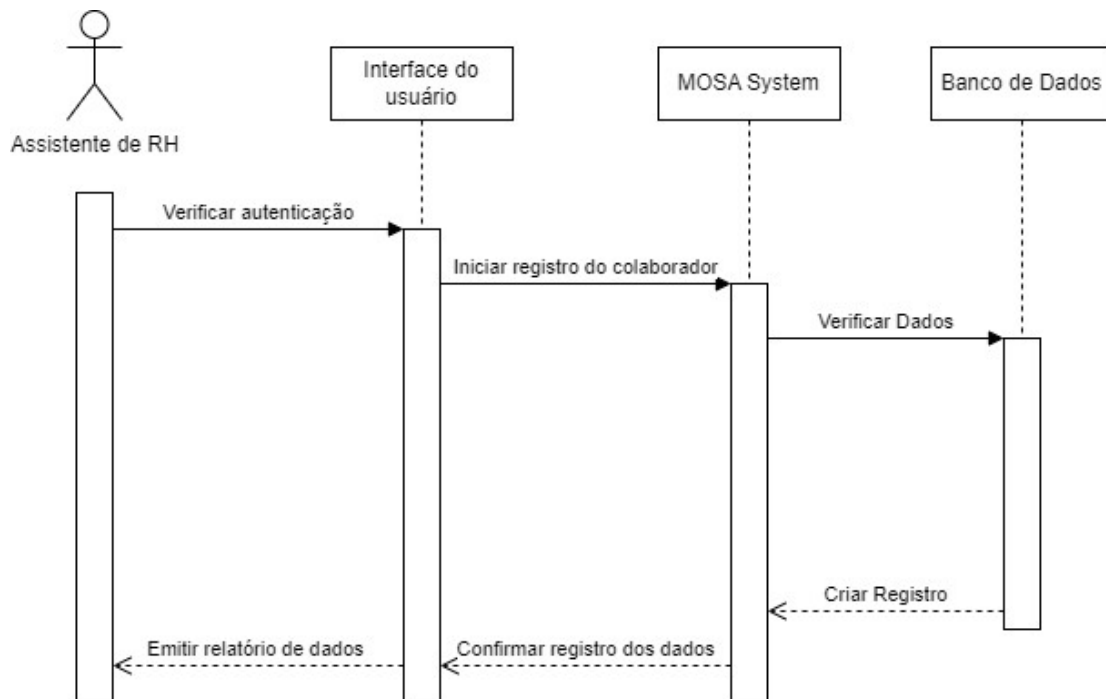 Interface do
usuário
MOSA System
Banco de Dados
Assistente de RH
Verificar autenticação
Iniciar registro do colaborador
Verificar Dados
Criar Registro
Emitir relatório de dados
Confirmar registro dos dados